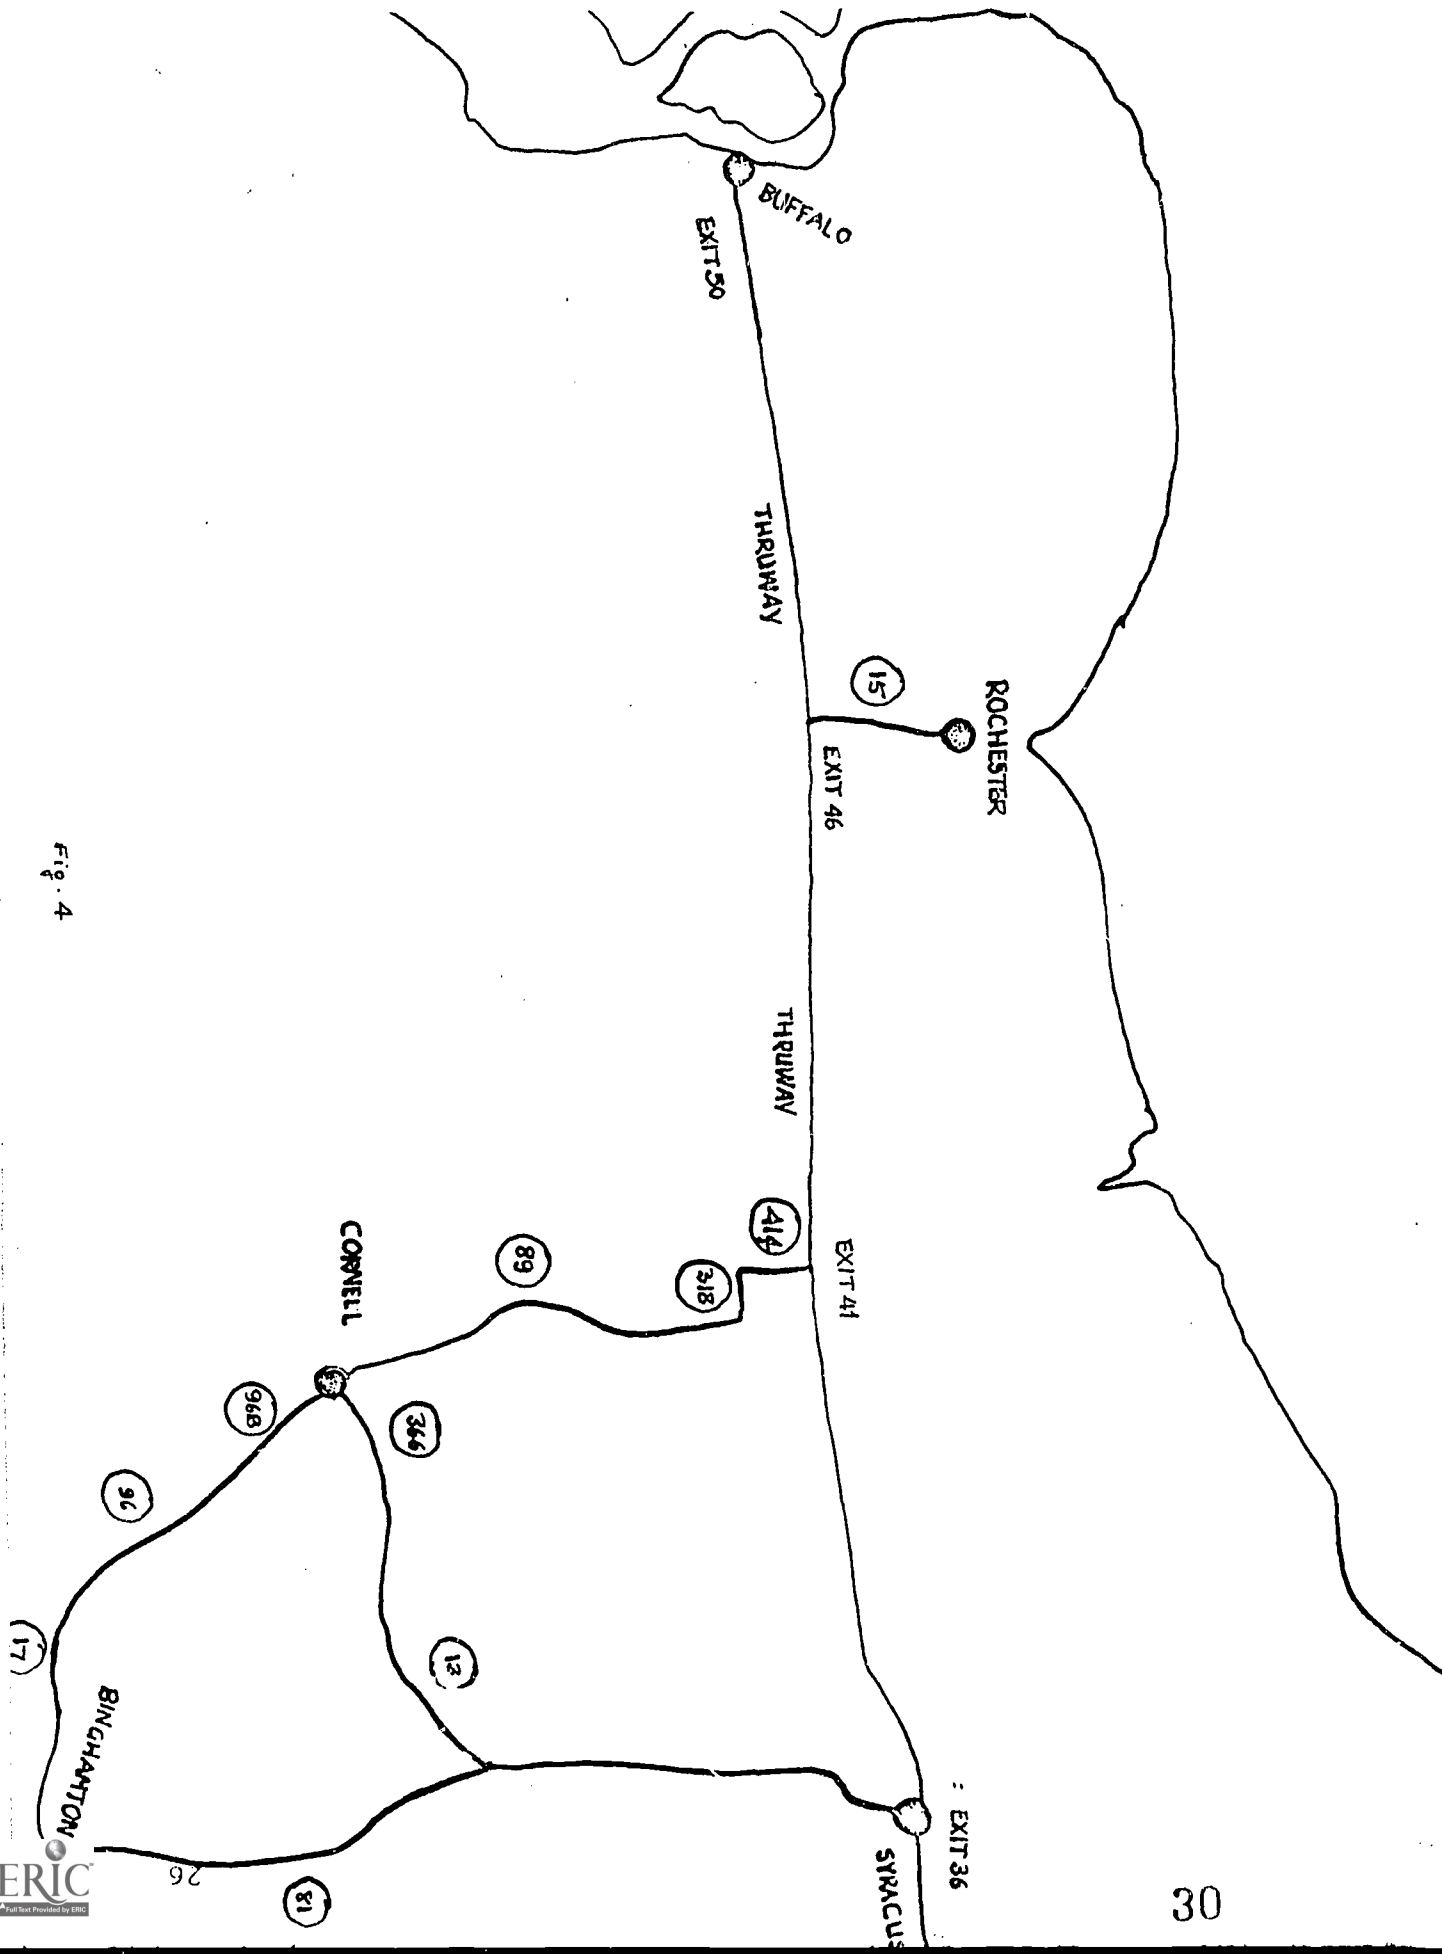 BUFFALO
EXIT 50
THRUWAY
15
ROCHESTER
EXIT 46
THRUWAY
414
EXIT 41
318
89
CORNELL
366
96B
96
13
17
BINGHAMTON
81
: EXIT 36
SYRACUS
Fig. 4
26
30
ERIC
Full Text Provided by ERIC